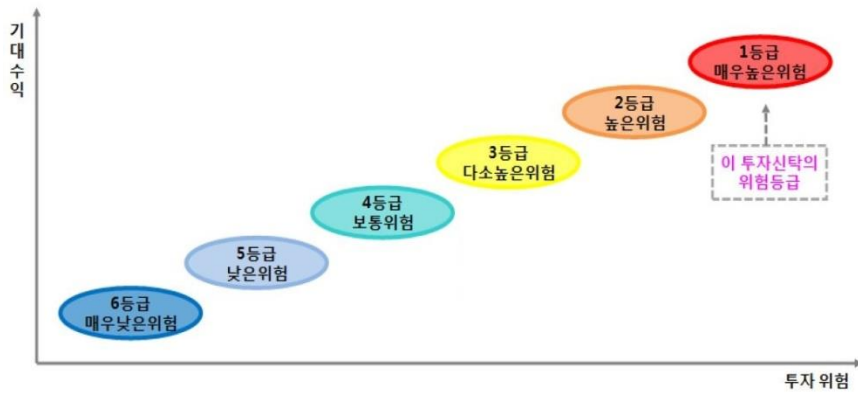 기
대
수
익
1등급
매우높은위험
2등급
높은위험
이 투자신탁의
위험등급
3등급
다소높은위험
4등급
보통위험
5등급
낮은위험
6등급
매우낮은위험
투자 위험